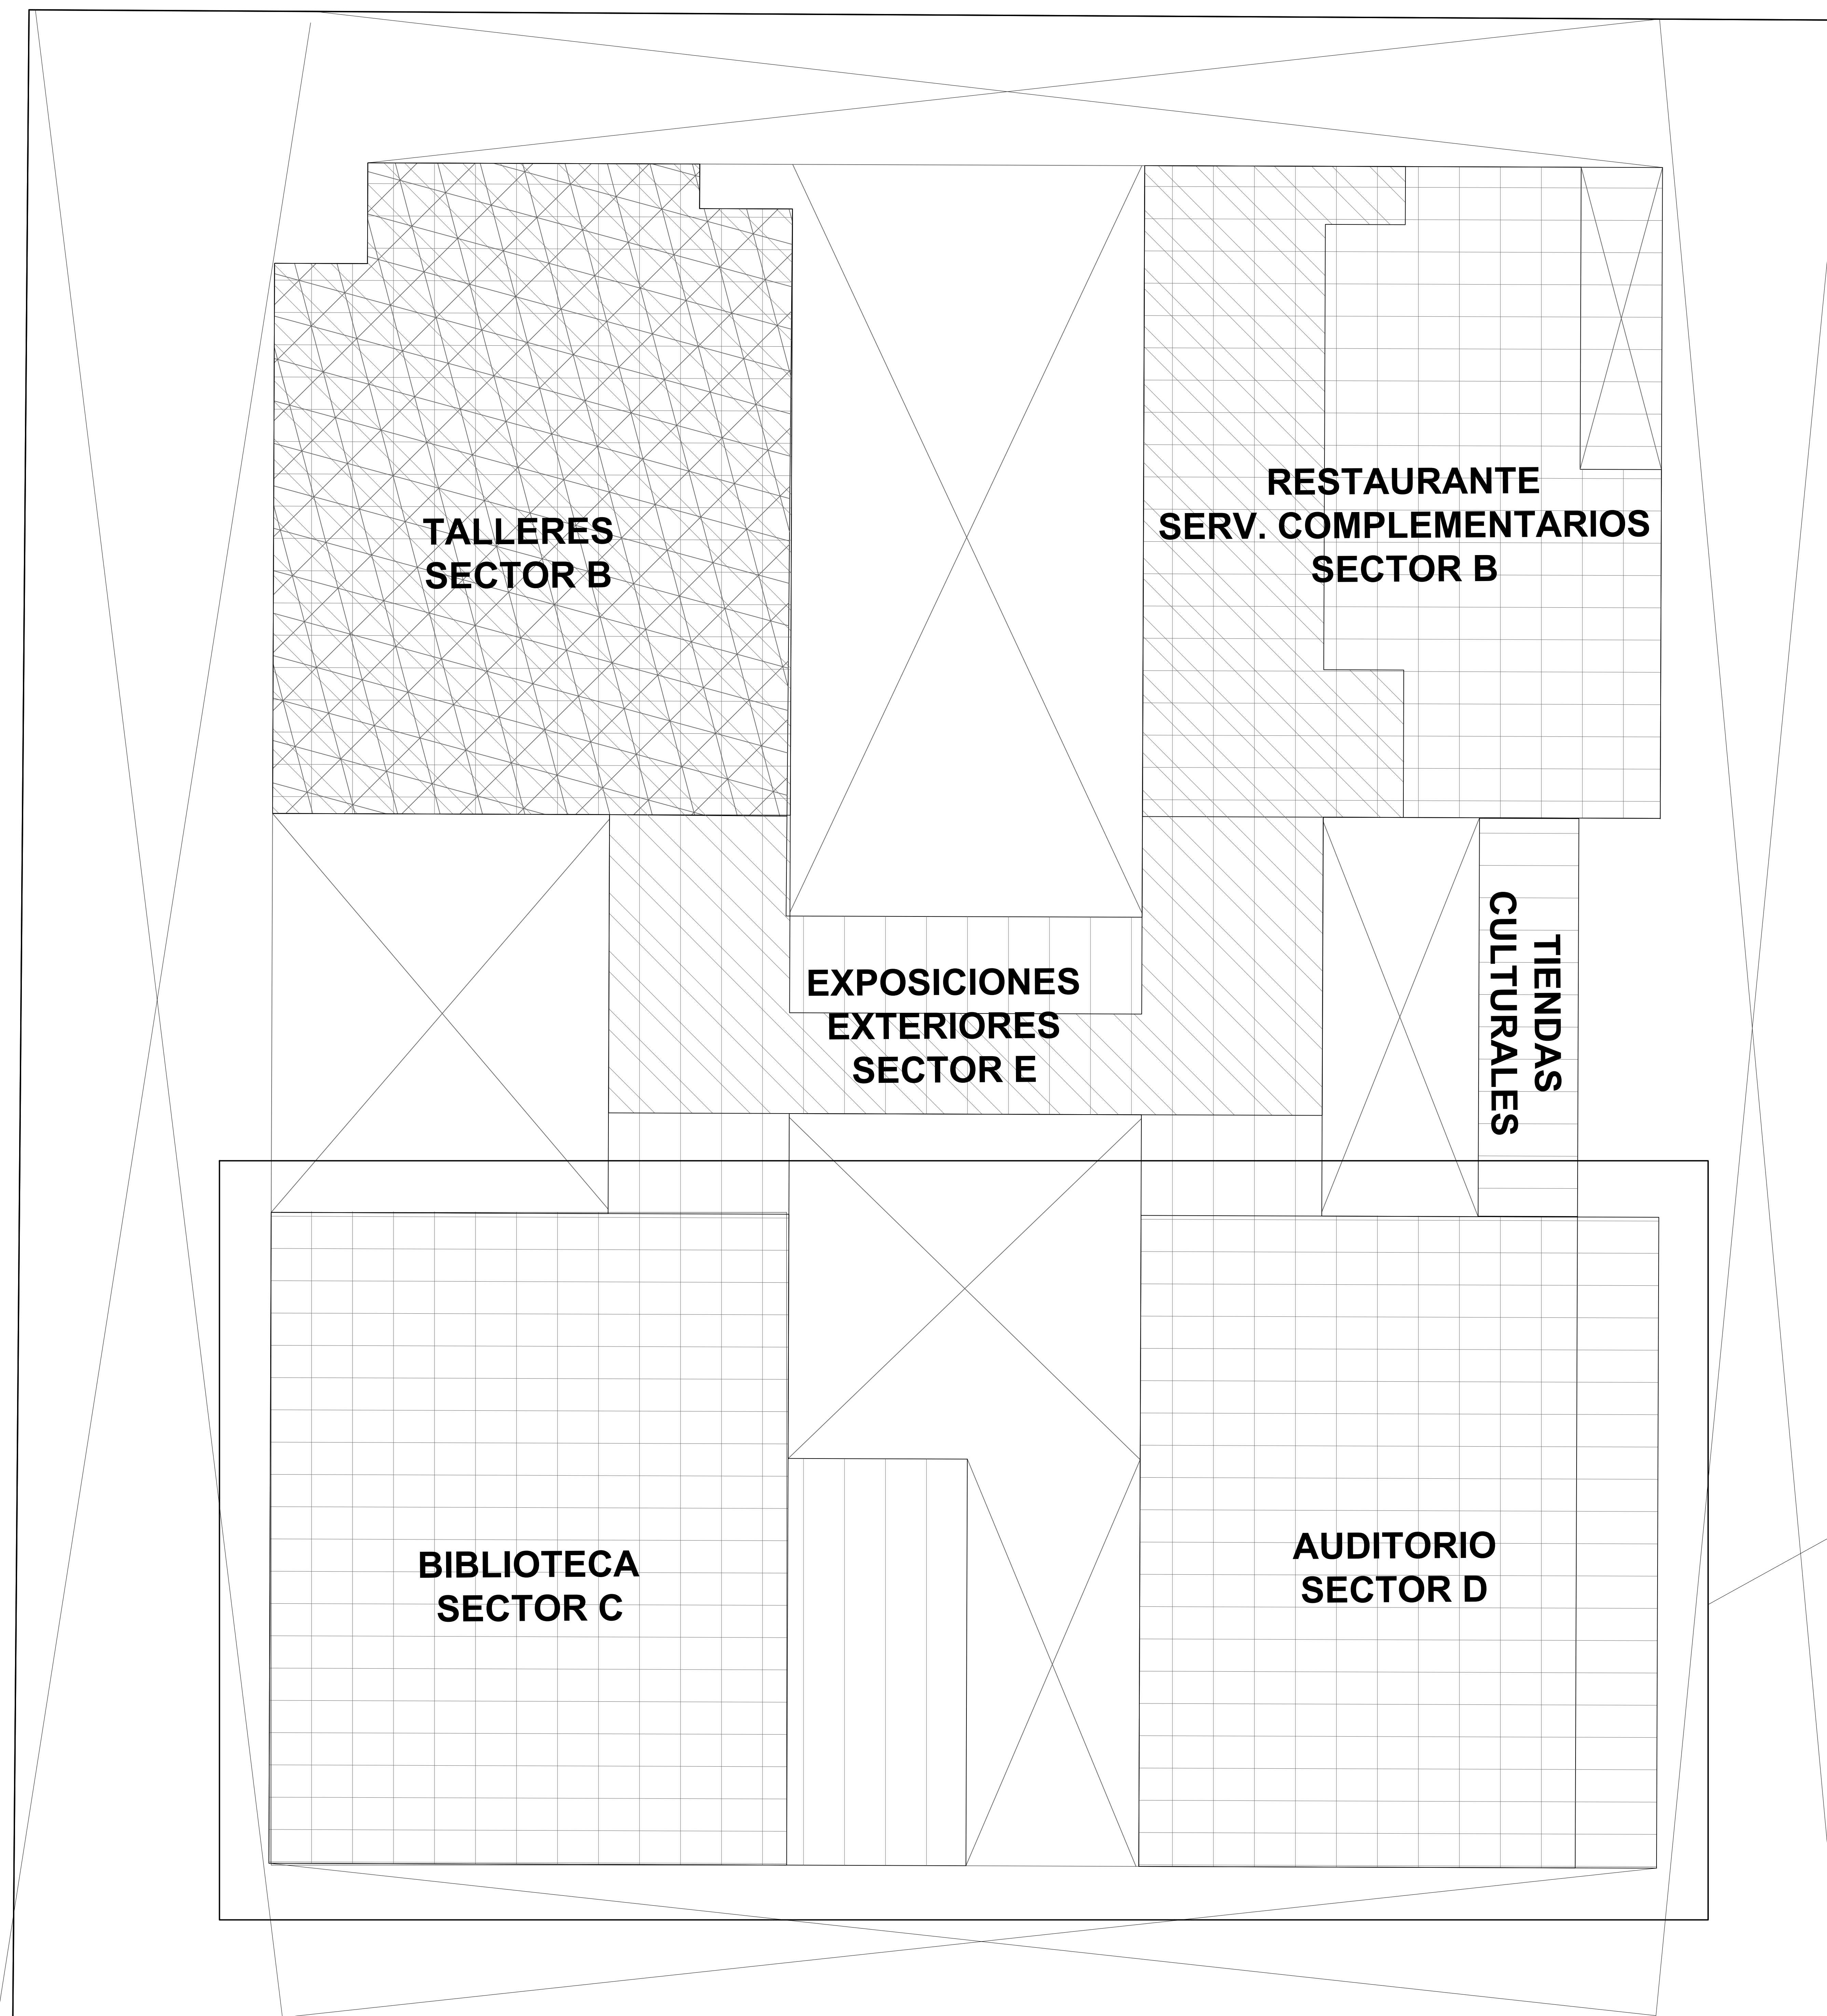 TALLERES
SECTOR B
RESTAURANTE
SERV. COMPLEMENTARIOS
SECTOR B
TIENDAS
CULTURALES
EXPOSICIONES
EXTERIORES
SECTOR E
BIBLIOTECA
SECTOR C
AUDITORIO
SECTOR D